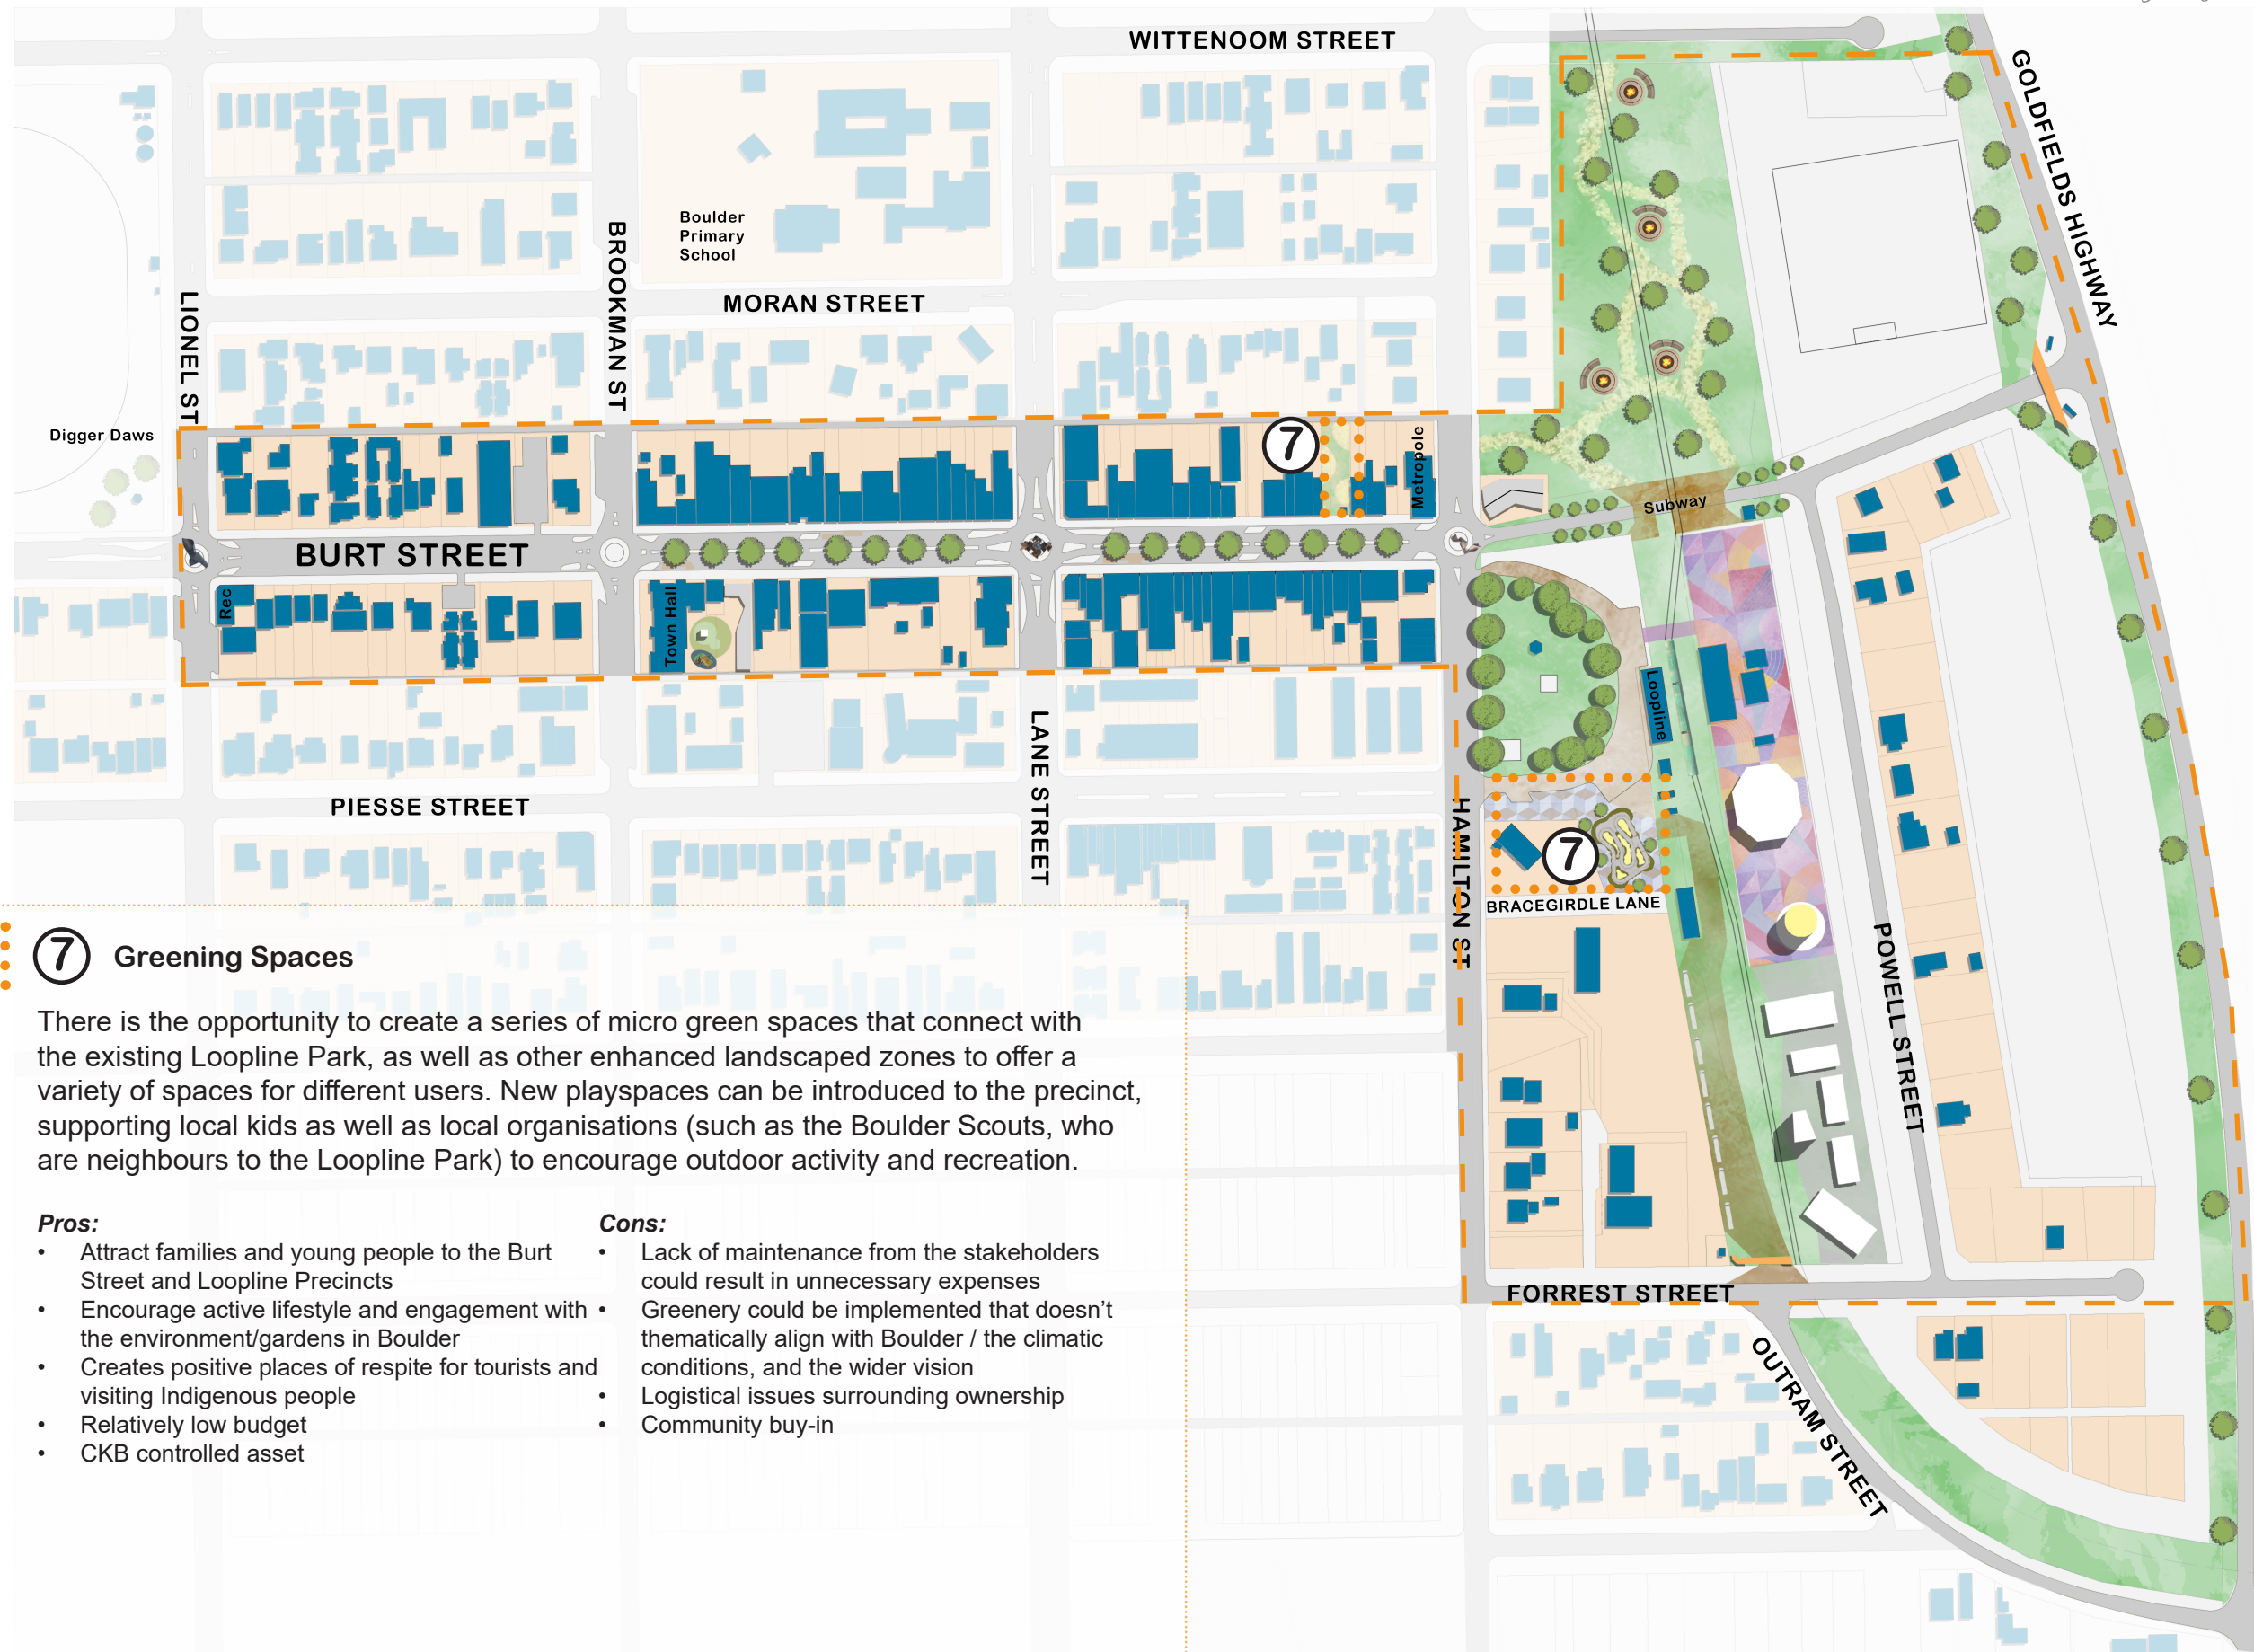 WITTENOOM STREET
GOLDFIELDS HIGHWAY
Boulder
Primary
School
BROOKMAN ST
MORAN STREET
LIONEL ST
Digger Daws
7
Metropole
Subway
BURT STREET
Rec
Town Hall
Loopline
LANE STREET
PIESSE STREET
HAMILTON ST
7
BRACEGIRDLE LANE
POWELL STREET
FORREST STREET
OUTRAM STREET
7 Greening Spaces
There is the opportunity to create a series of micro green spaces that connect with
the existing Loopline Park, as well as other enhanced landscaped zones to offer a
variety of spaces for different users. New playspaces can be introduced to the precinct,
supporting local kids as well as local organisations (such as the Boulder Scouts, who
are neighbours to the Loopline Park) to encourage outdoor activity and recreation.
Pros:
• Attract families and young people to the Burt
Street and Loopline Precincts
• Encourage active lifestyle and engagement with
the environment/gardens in Boulder
• Creates positive places of respite for tourists and
visiting Indigenous people
• Relatively low budget
• CKB controlled asset
Cons:
• Lack of maintenance from the stakeholders
could result in unnecessary expenses
• Greenery could be implemented that doesn’t
thematically align with Boulder / the climatic
conditions, and the wider vision
• Logistical issues surrounding ownership
• Community buy-in